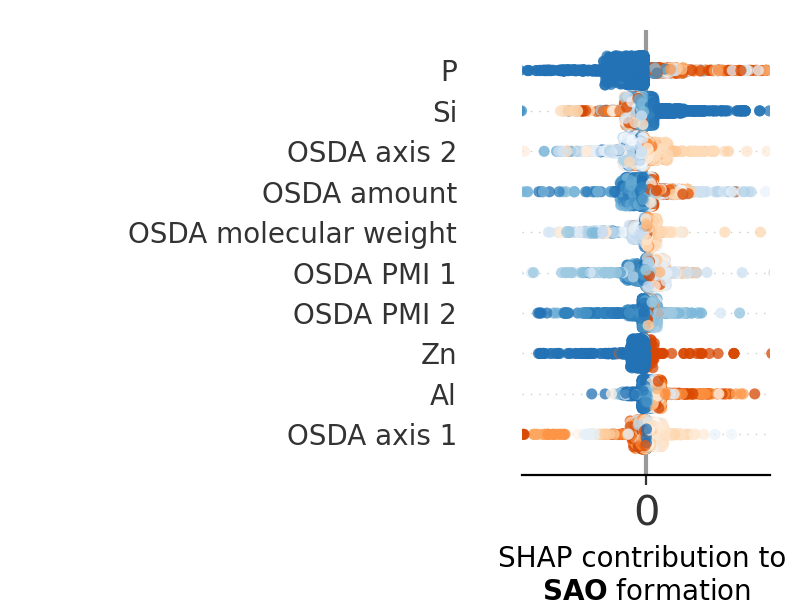 P
Si
OSDA axis 2
OSDA amount
OSDA molecular weight
OSDA PMI 1
OSDA PMI 2
Zn
Al
OSDA axis 1
0
SHAP contribution to
SAO formation